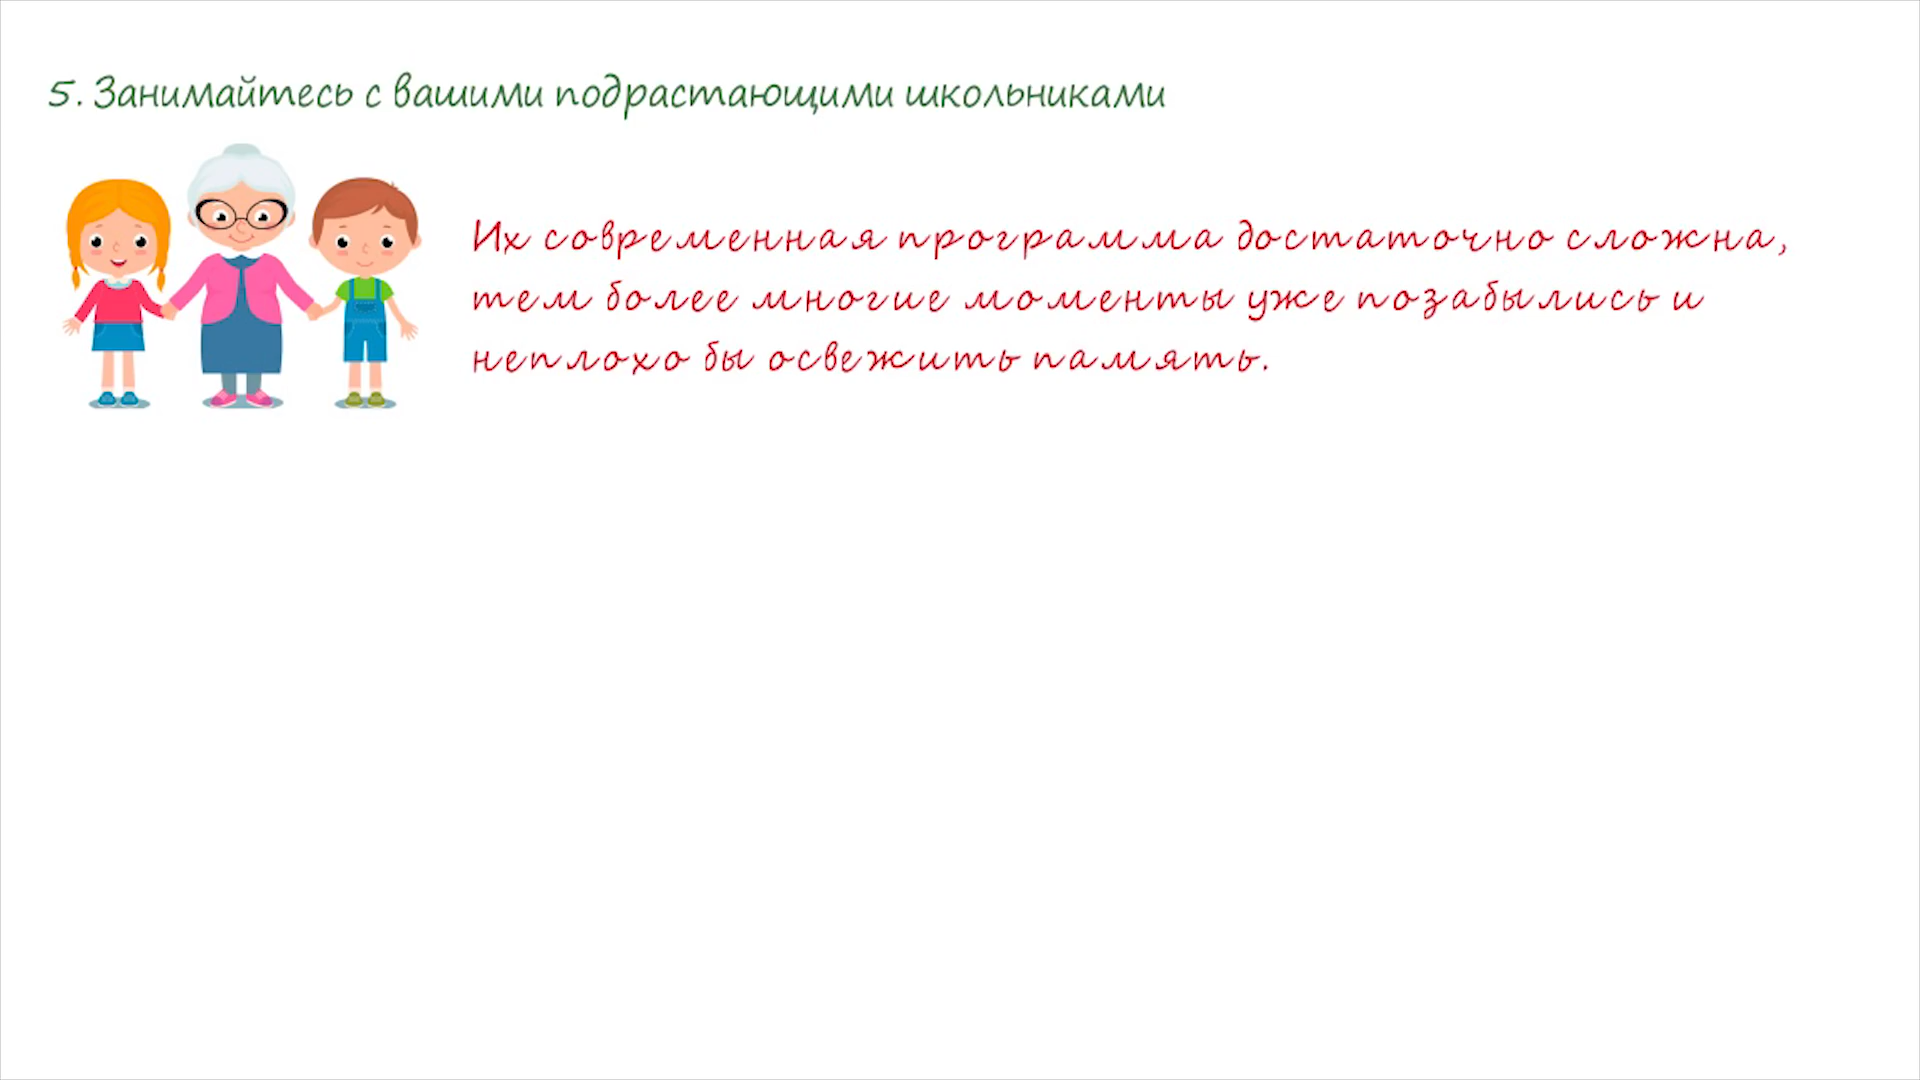 5. Занимайтесь с вашими подрастающими школьниками
Их современная программа достаточно сложна,
тем более многие моменты уже позабылись и
неплохо бы освежить память.